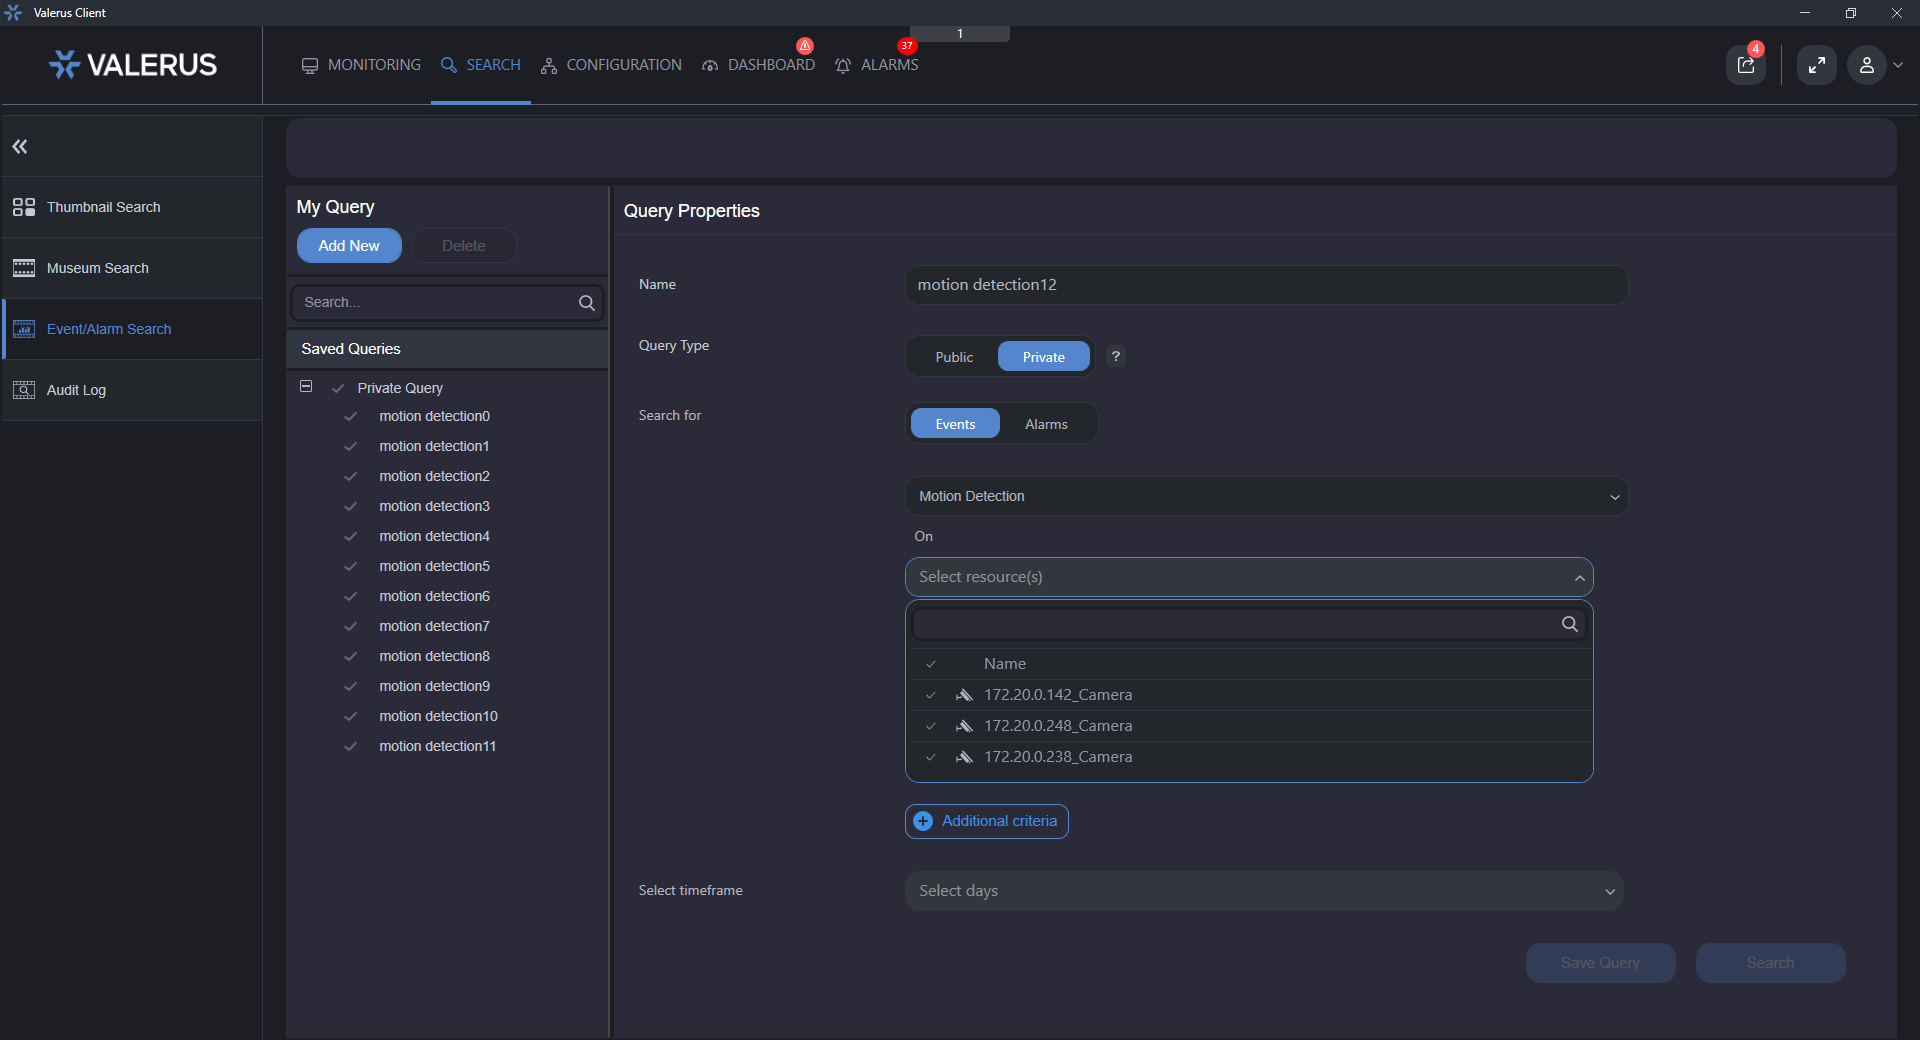 Valerus Client
1
VALERUS
MONITORING
SEARCH
CONFIGURATION
DASHBOARD
37
ALARMS
4
Thumbnail Search
Museum Search
Event/Alarm Search
Audit Log
My Query
Add New
Delete
Search...
Saved Queries
Private Query
motion detection0
motion detection1
motion detection2
motion detection3
motion detection4
motion detection5
motion detection6
motion detection7
motion detection8
motion detection9
motion detection10
motion detection11
Query Properties
Name
motion detection12
Query Type
Public
Private
?
Search for
Events
Alarms
Motion Detection
On
Select resource(s)
Name
172.20.0.142_Camera
172.20.0.248_Camera
172.20.0.238_Camera
Additional criteria
Select timeframe
Select days
Save Query
Search